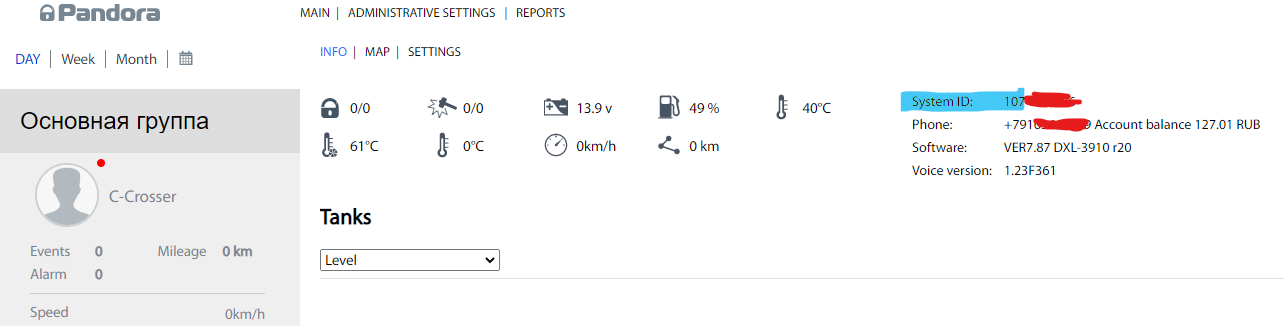 Pandora
MAIN | ADMINISTRATIVE SETTINGS | REPORTS
DAY | Week | Month
INFO | MAP | SETTINGS
Основная группа
C-Crosser
Events 0 Mileage 0 km
Alarm 0
Speed 0km/h
0/0 0/0 13.9 v 49 % 40°C
61°C 0°C 0km/h 0 km
System ID: 107
Phone: +791 9 Account balance 127.01 RUB
Software: VER7.87 DXL-3910 r20
Voice version: 1.23F361
Tanks
Level